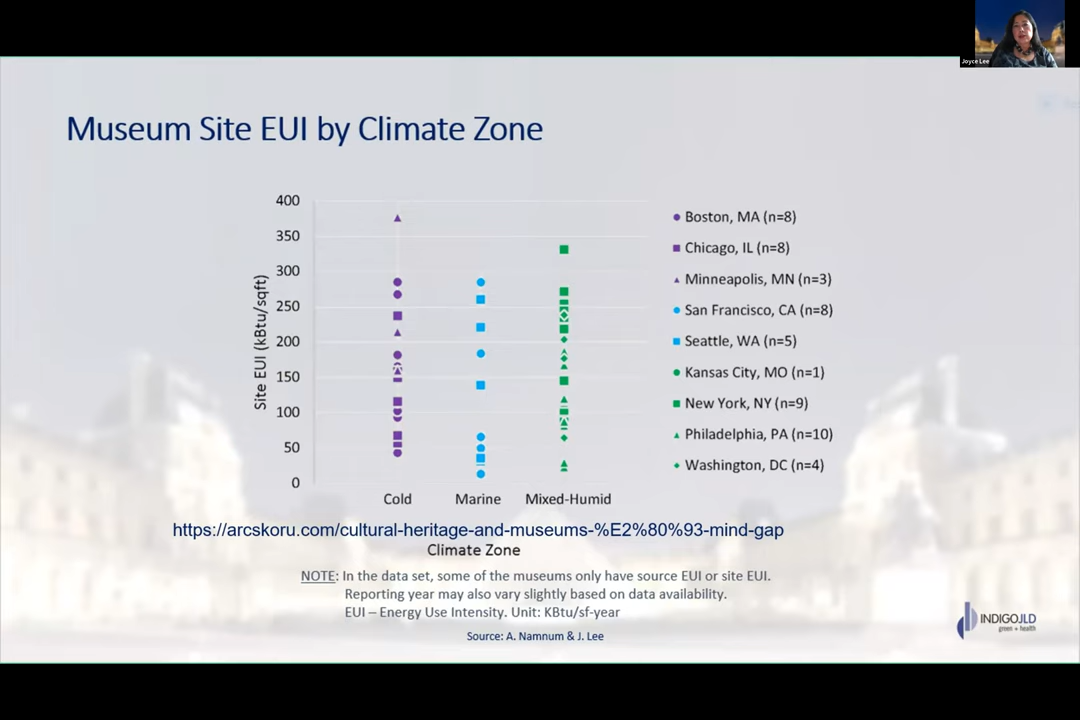 Joyce Lee
Museum Site EUI by Climate Zone
400
350
300
250
200
150
100
50
0
Site EUI (kBtu/sqft)
Cold
Marine
Mixed-Humid
Boston, MA (n=8)
Chicago, IL (n=8)
Minneapolis, MN (n=3)
San Francisco, CA (n=8)
Seattle, WA (n=5)
Kansas City, MO (n=1)
New York, NY (n=9)
Philadelphia, PA (n=10)
Washington, DC (n=4)
https://arcskoru.com/cultural-heritage-and-museums-%E2%80%93-mind-gap
Climate Zone
NOTE: In the data set, some of the museums only have source EUI or site EUI.
Reporting year may also vary slightly based on data availability.
EUI – Energy Use Intensity. Unit: KBtu/sf-year
Source: A. Namnum & J. Lee
INDIGOJLD
green + health